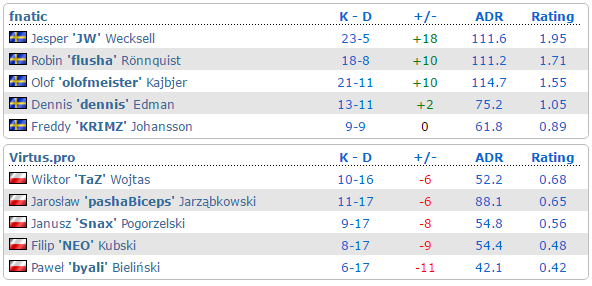 fnatic K - D +/- ADR Rating
Jesper 'JW' Wecksell 23-5 +18 111.6 1.95
Robin 'flusha' Rönnquist 18-8 +10 111.2 1.71
Olof 'olofmeister' Kajbjer 21-11 +10 114.7 1.55
Dennis 'dennis' Edman 13-11 +2 75.2 1.05
Freddy 'KRIMZ' Johansson 9-9 0 61.8 0.89
Virtus.pro K - D +/- ADR Rating
Wiktor 'TaZ' Wojtas 10-16 -6 52.2 0.68
Jarosław 'pashaBiceps' Jarząbkowski 11-17 -6 88.1 0.65
Janusz 'Snax' Pogorzelski 9-17 -8 54.8 0.56
Filip 'NEO' Kubski 8-17 -9 54.4 0.48
Paweł 'byali' Bieliński 6-17 -11 42.1 0.42